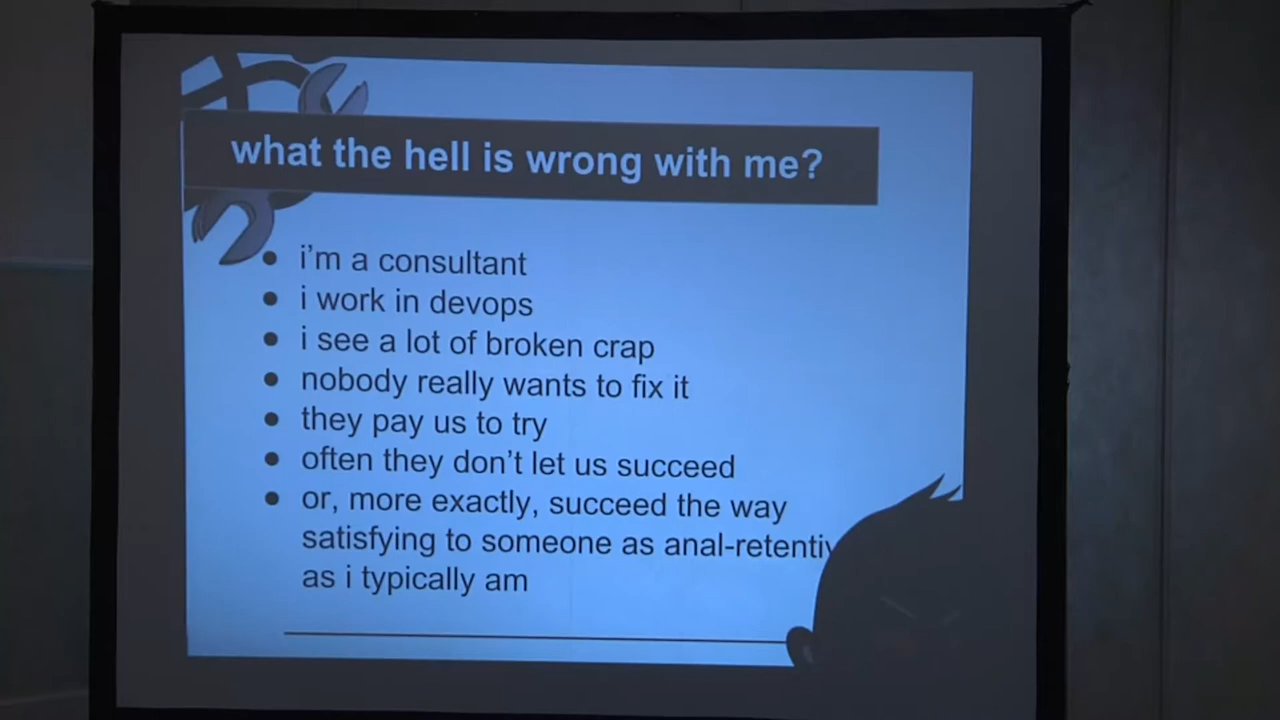 what the hell is wrong with me?
• i'm a consultant
• i work in devops
• i see a lot of broken crap
• nobody really wants to fix it
• they pay us to try
• often they don't let us succeed
• or, more exactly, succeed the way
satisfying to someone as anal-retentiv
as i typically am